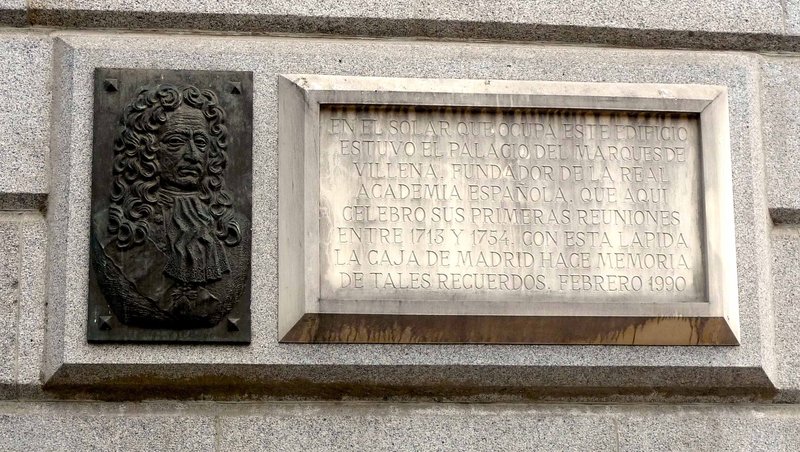 EN EL SOLAR QUE OCUPA ESTE EDIFICIO
ESTUVO EL PALACIO DEL MARQUES DE
VILLENA, FUNDADOR DE LA REAL
ACADEMIA ESPAÑOLA, QUE AQUI
CELEBRO SUS PRIMERAS REUNIONES
ENTRE 1713 Y 1754. CON ESTA LAPIDA
LA CAJA DE MADRID HACE MEMORIA
DE TALES RECUERDOS. FEBRERO 1990